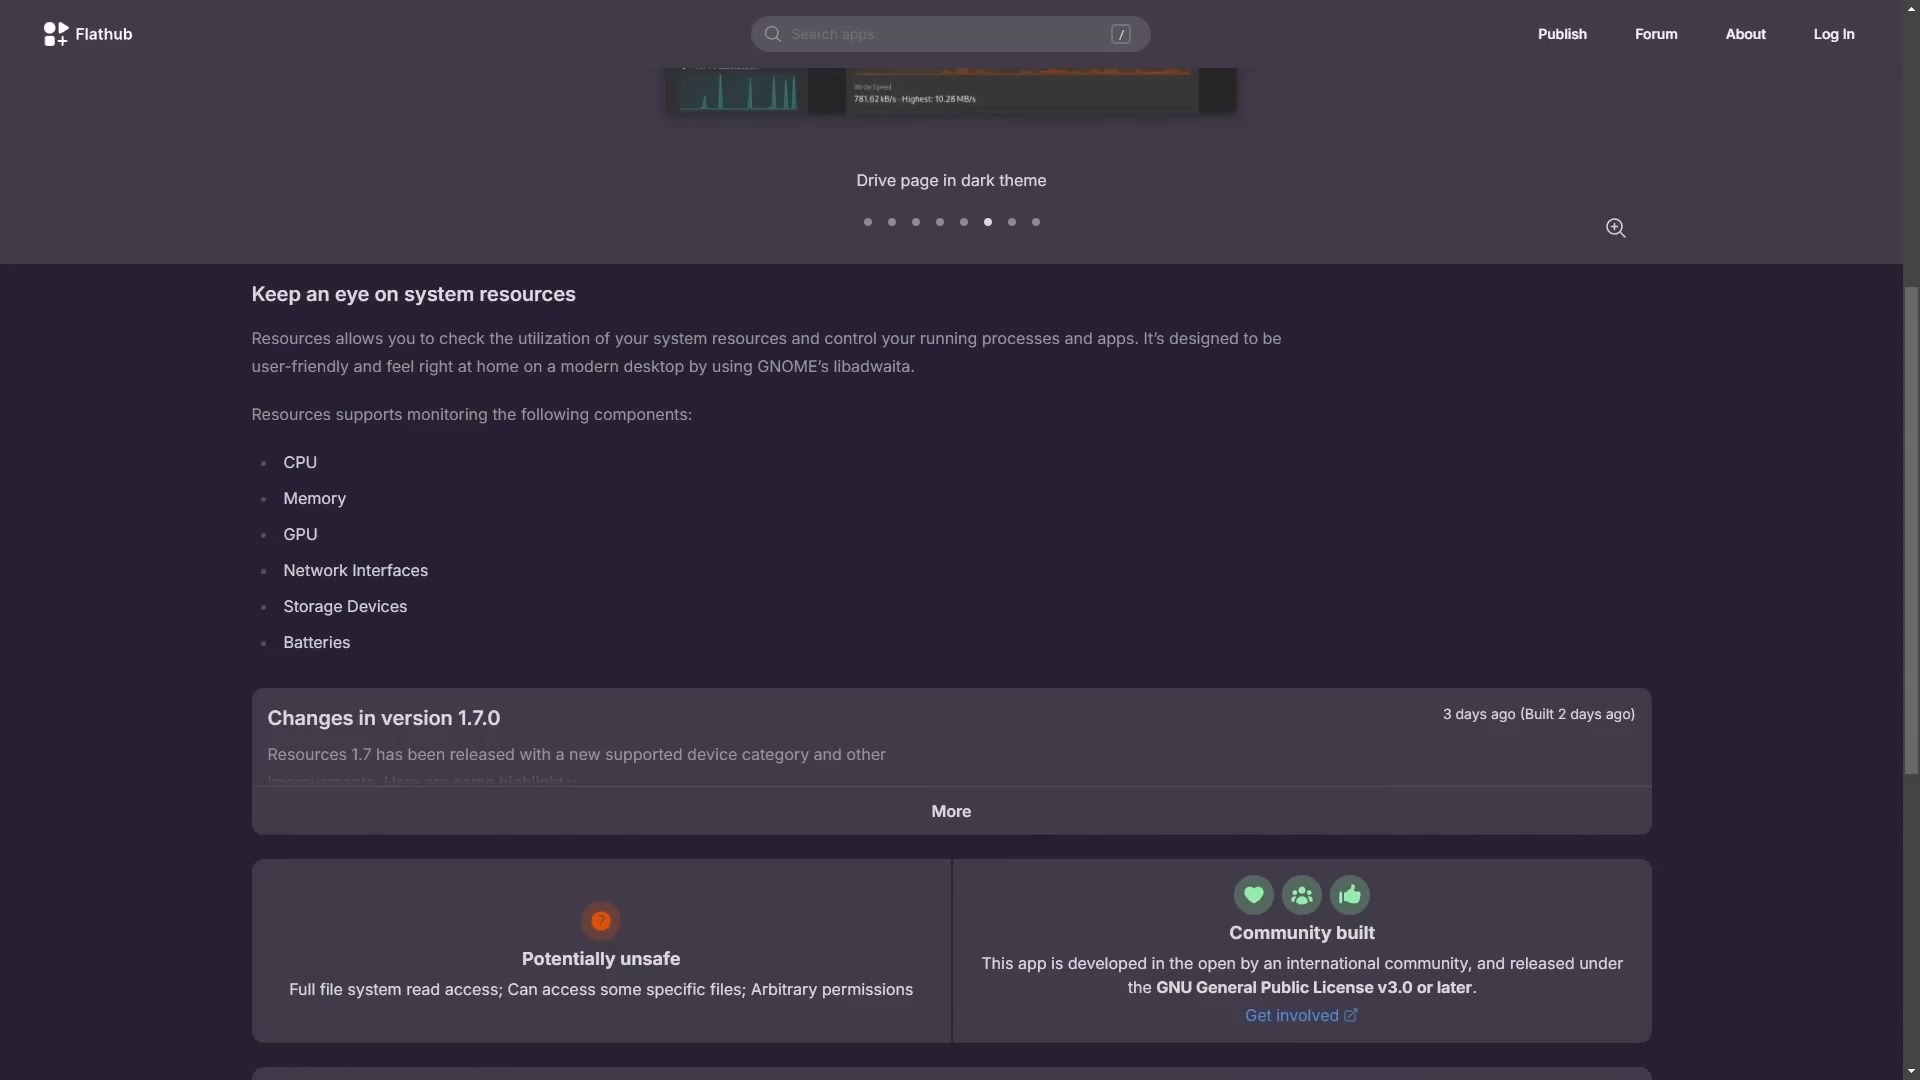 Flathub
Search apps
/
Publish
Forum
About
Log In
Write Speed
781.62 kB/s · Highest: 10.28 MB/s
Drive page in dark theme
Keep an eye on system resources
Resources allows you to check the utilization of your system resources and control your running processes and apps. It’s designed to be
user-friendly and feel right at home on a modern desktop by using GNOME’s libadwaita.
Resources supports monitoring the following components:
CPU
Memory
GPU
Network Interfaces
Storage Devices
Batteries
Changes in version 1.7.0
3 days ago (Built 2 days ago)
Resources 1.7 has been released with a new supported device category and other
improvements. Here are some highlights:
More
Potentially unsafe
Full file system read access; Can access some specific files; Arbitrary permissions
Community built
This app is developed in the open by an international community, and released under
the GNU General Public License v3.0 or later.
Get involved